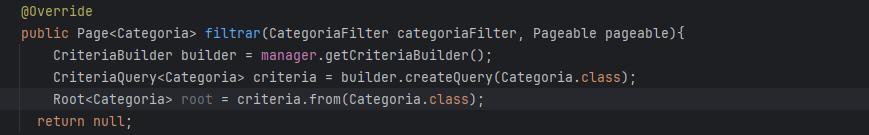 @Override
public Page<Categoria> filtrar(CategoriaFilter categoriaFilter, Pageable pageable){
CriteriaBuilder builder = manager.getCriteriaBuilder();
CriteriaQuery<Categoria> criteria = builder.createQuery(Categoria.class);
Root<Categoria> root = criteria.from(Categoria.class);
return null;